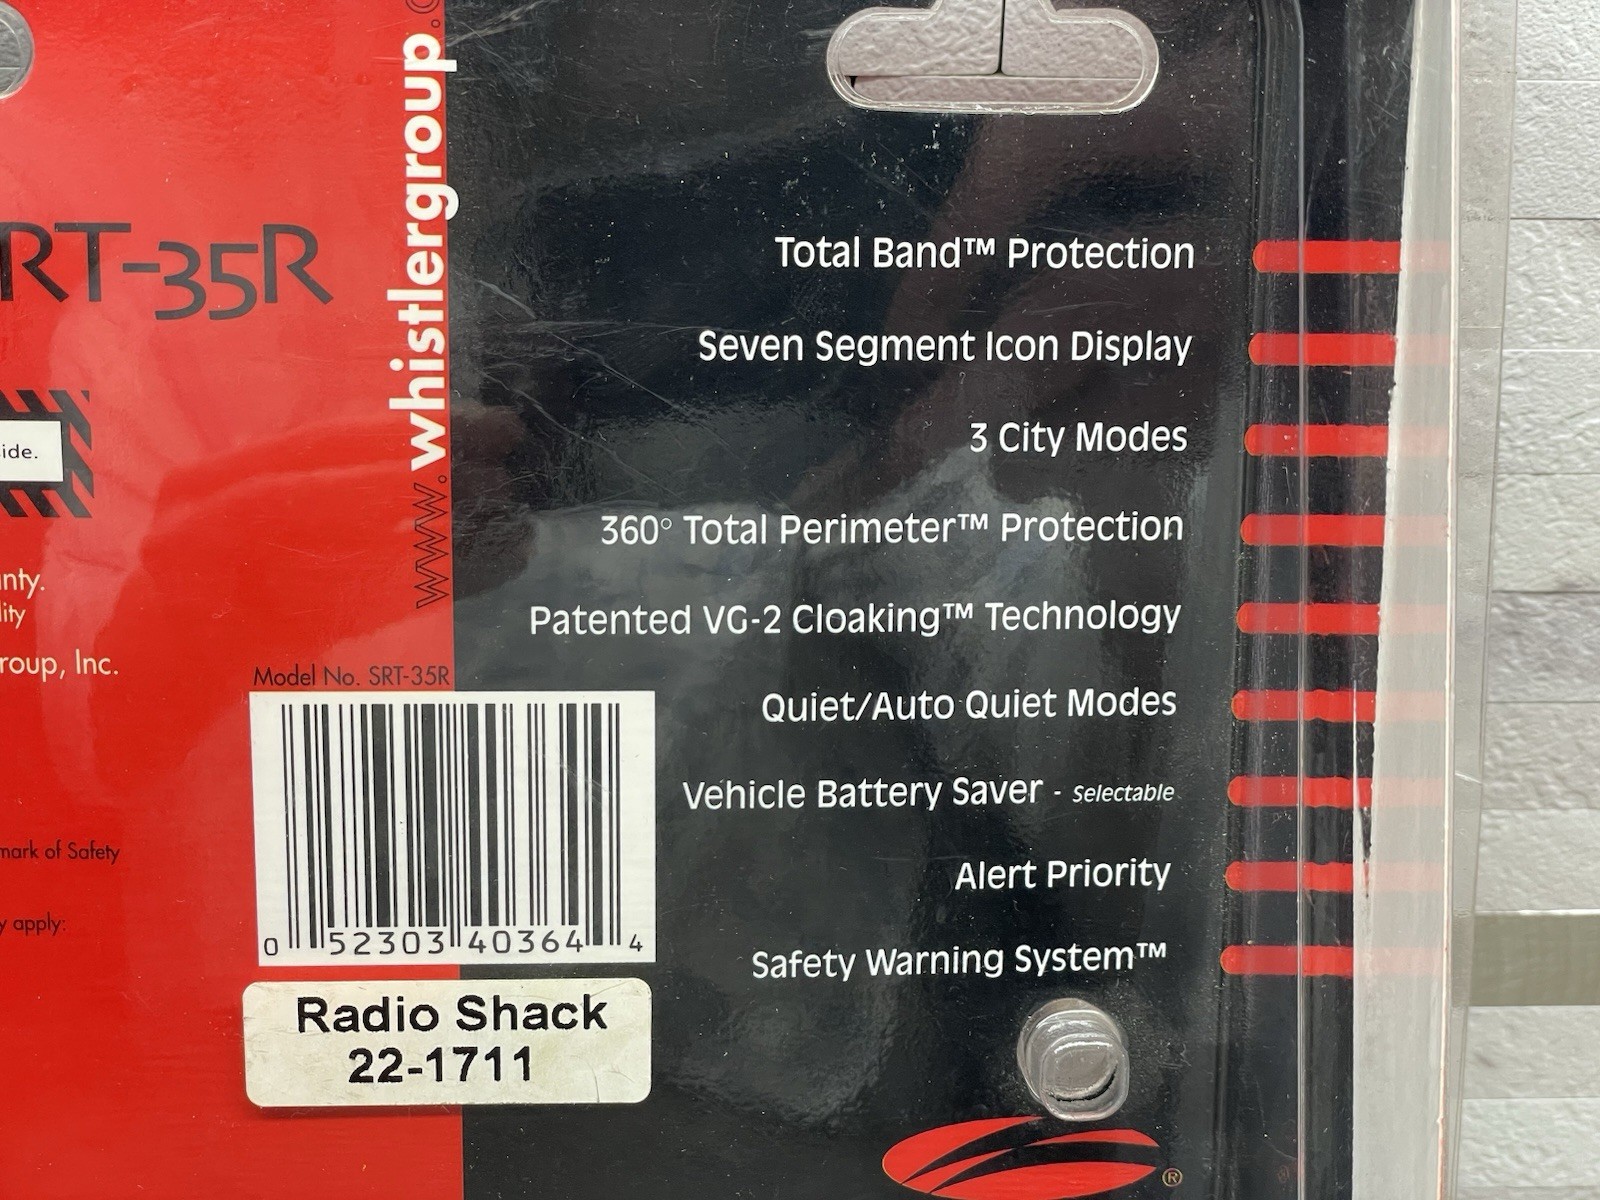 RT-35R
www.whistlergroup.
ide.
nty.
lity
roup, Inc.
mark of Safety
y apply:
Model No. SRT-35R
0 52303 40364 4
Radio Shack
22-1711
Total Band™ Protection
Seven Segment Icon Display
3 City Modes
360° Total Perimeter™ Protection
Patented VG-2 Cloaking™ Technology
Quiet/Auto Quiet Modes
Vehicle Battery Saver - Selectable
Alert Priority
Safety Warning System™
®